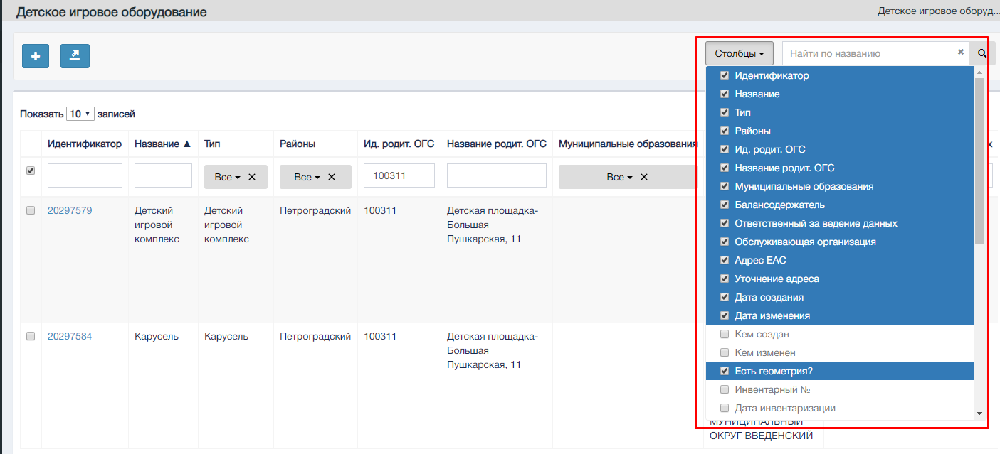 Детское игровое оборудование
Детское игровое оборуд...
Столбцы
Найти по названию
Показать 10 записей
Идентификатор
Название
Тип
Районы
Ид. родит. ОГС
Название родит. ОГС
Муниципальные образования
Все
Все
100311
Все
20297579
Детский
игровой
комплекс
Детский
игровой
комплекс
Петроградский
100311
Детская площадка-
Большая
Пушкарская, 11
20297584
Карусель
Карусель
Петроградский
100311
Детская площадка-
Большая
Пушкарская, 11
Идентификатор
Название
Тип
Районы
Ид. родит. ОГС
Название родит. ОГС
Муниципальные образования
Балансодержатель
Ответственный за ведение данных
Обслуживающая организация
Адрес ЕАС
Уточнение адреса
Дата создания
Дата изменения
Кем создан
Кем изменен
Есть геометрия?
Инвентарный №
Дата инвентаризации
МУНИЦИПАЛЬНЫЙ
ОКРУГ ВВЕДЕНСКИЙ